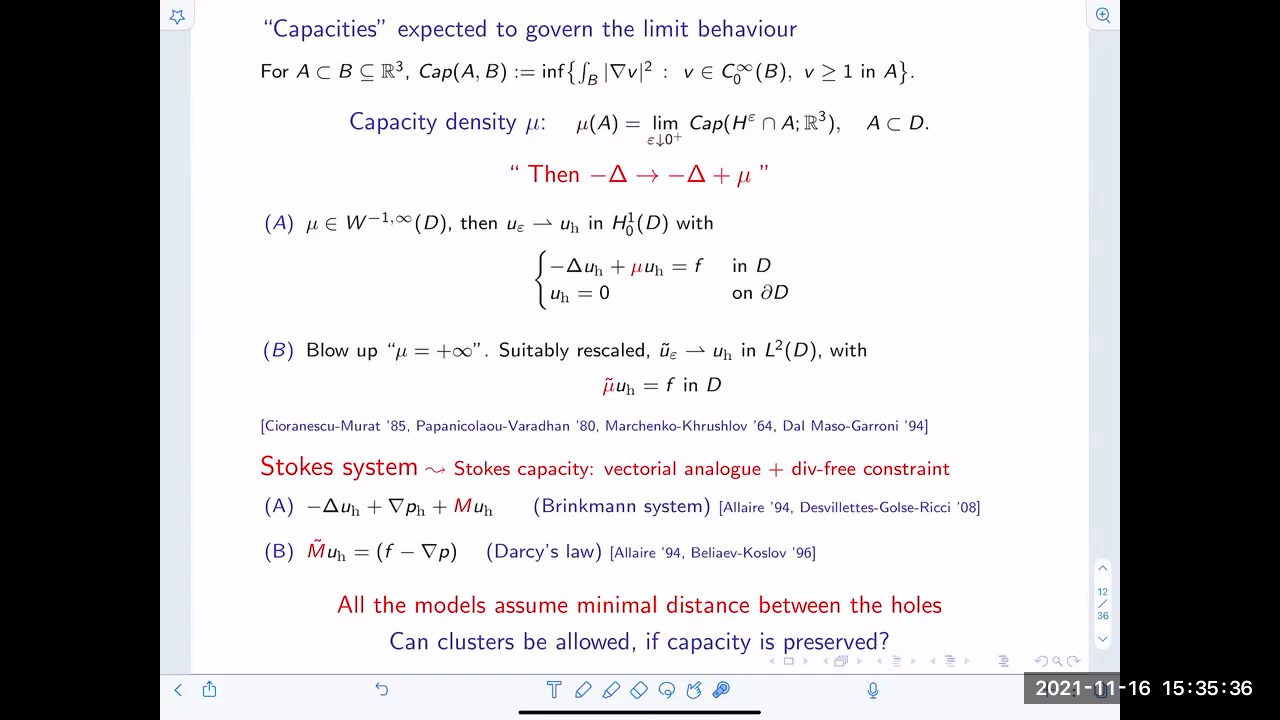 “Capacities” expected to govern the limit behaviour
For A ⊂ B ⊆ ℝ³, Cap(A, B) := inf{∫_B |∇v|² : v ∈ C₀^∞(B), v ≥ 1 in A}.
Capacity density μ: μ(A) = lim_{ε↓0⁺} Cap(H^ε ∩ A; ℝ³), A ⊂ D.
“ Then −Δ → −Δ + μ ”
(A) μ ∈ W^{−1,∞}(D), then u_ε ⇀ u_h in H₀¹(D) with
−Δu_h + μu_h = f in D
u_h = 0 on ∂D
(B) Blow up “μ = +∞”. Suitably rescaled, ũ_ε ⇀ u_h in L²(D), with
μ̃u_h = f in D
[Cioranescu-Murat '85, Papanicolaou-Varadhan '80, Marchenko-Khrushlov '64, Dal Maso-Garroni '94]
Stokes system ⇝ Stokes capacity: vectorial analogue + div-free constraint
(A) −Δu_h + ∇p_h + Mu_h (Brinkmann system) [Allaire '94, Desvillettes-Golse-Ricci '08]
(B) M̃u_h = (f − ∇p) (Darcy's law) [Allaire '94, Beliaev-Koslov '96]
All the models assume minimal distance between the holes
Can clusters be allowed, if capacity is preserved?
12
/
36
2021-11-16 15:35:36